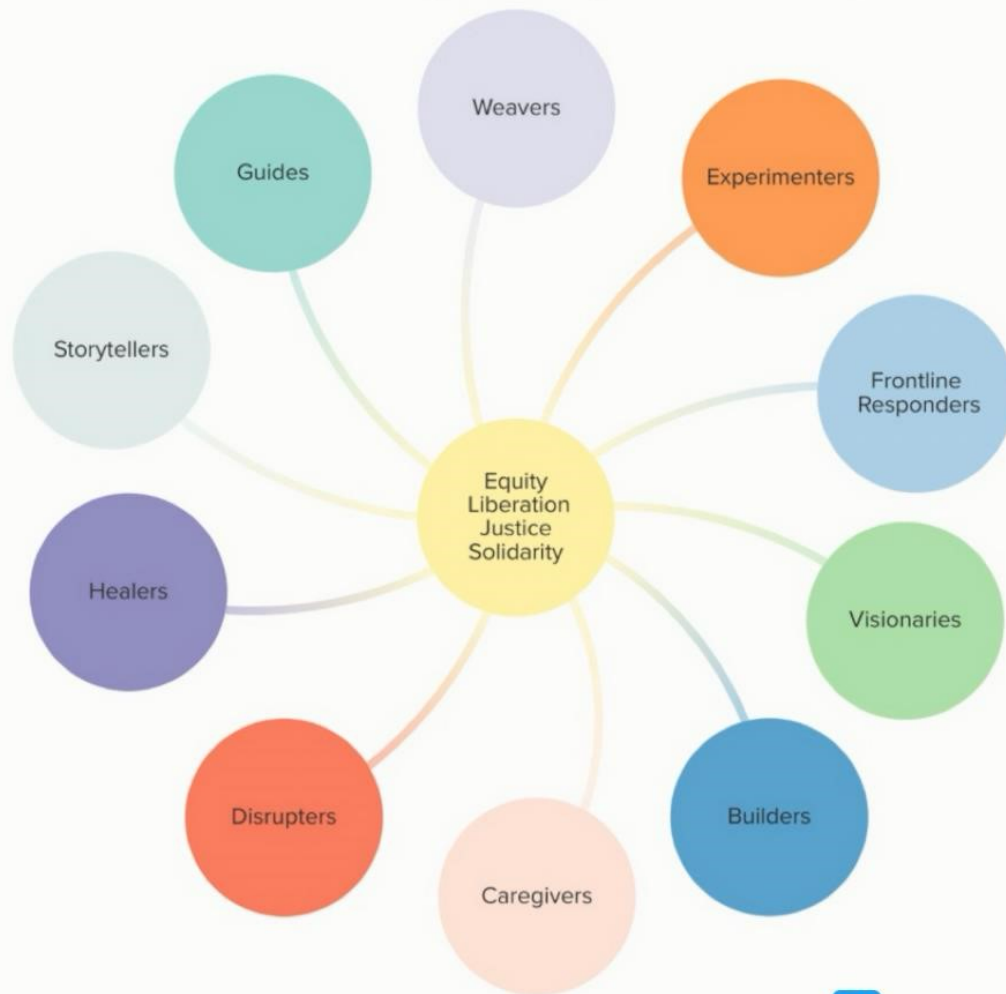 Weavers
Guides
Experimenters
Storytellers
Frontline
Responders
Equity
Liberation
Justice
Solidarity
Healers
Visionaries
Disrupters
Builders
Caregivers